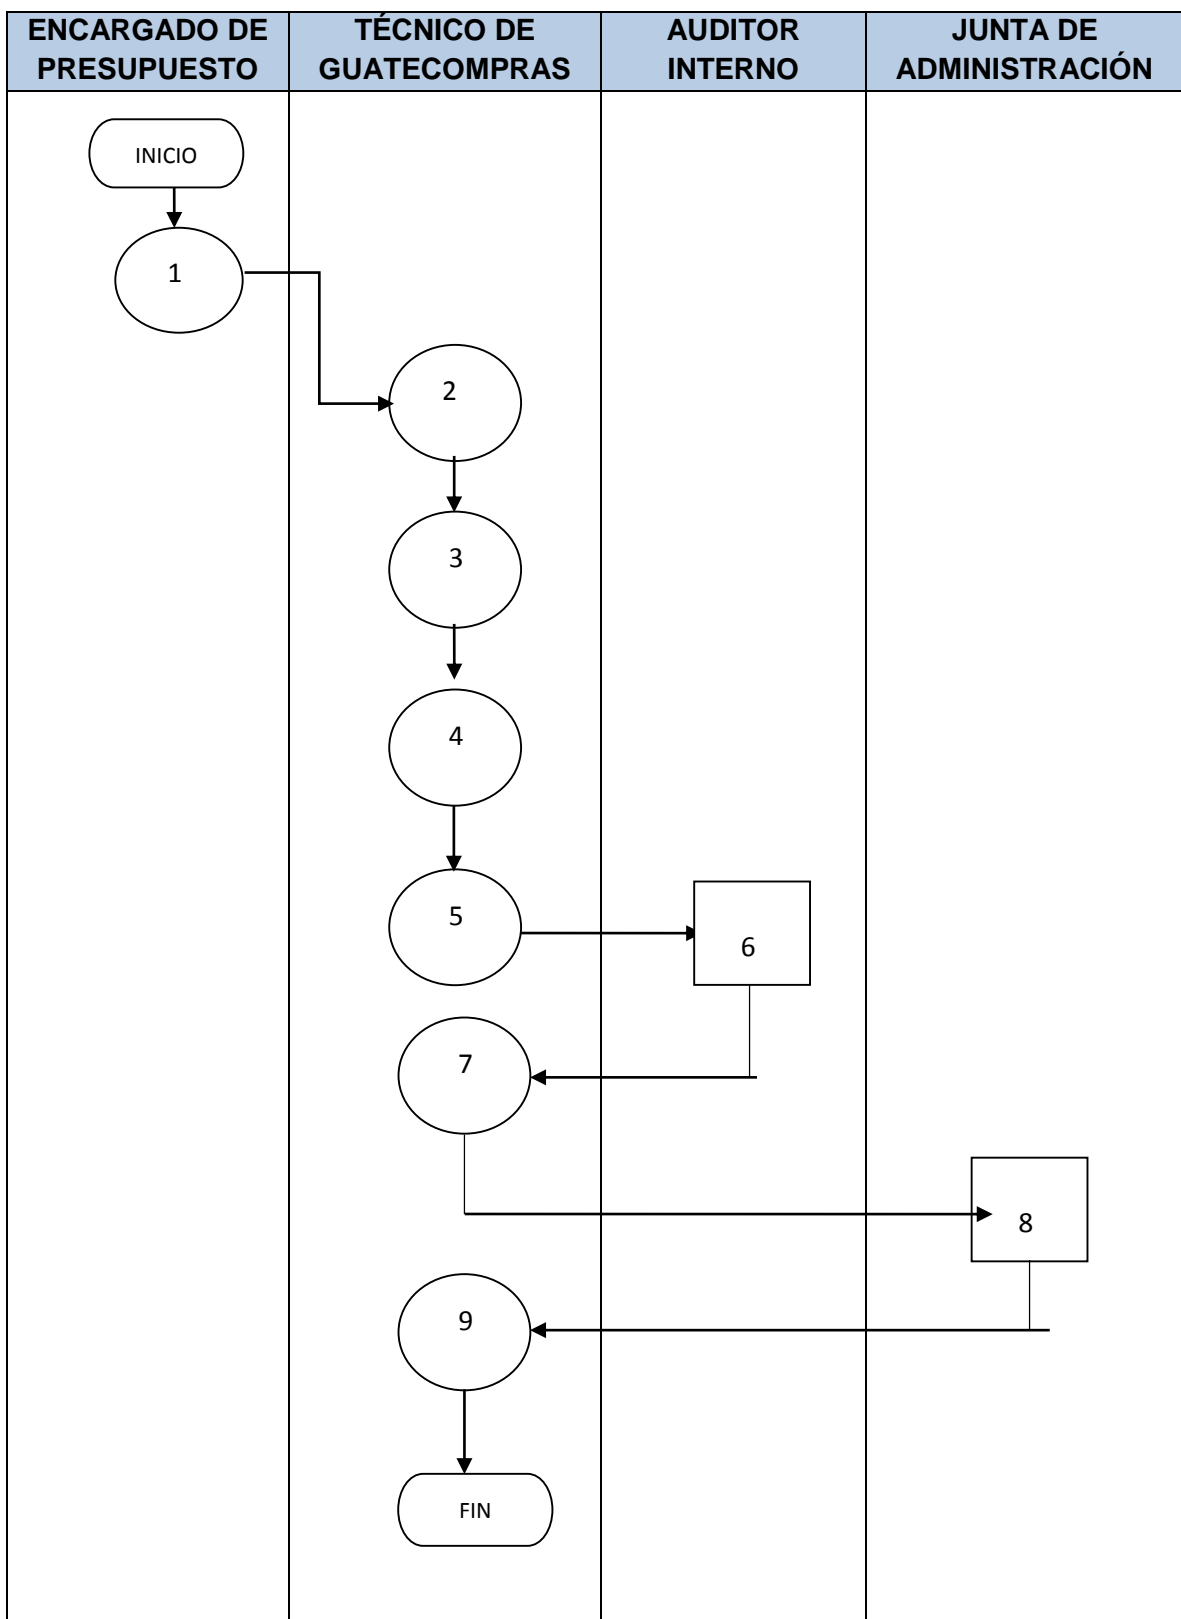 ENCARGADO DE
PRESUPUESTO
TÉCNICO DE
GUATECOMPRAS
AUDITOR
INTERNO
JUNTA DE
ADMINISTRACIÓN
INICIO
1
2
3
4
5
6
7
8
9
FIN